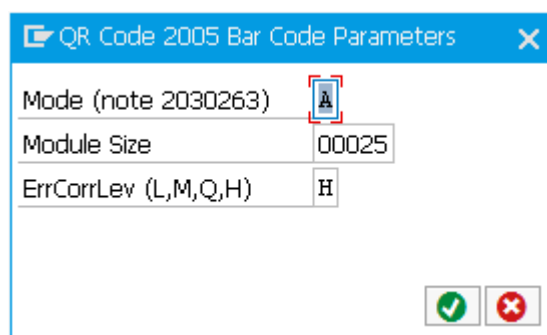 QR Code 2005 Bar Code Parameters
Mode (note 2030263) A
Module Size 00025
ErrCorrLev (L,M,Q,H) H